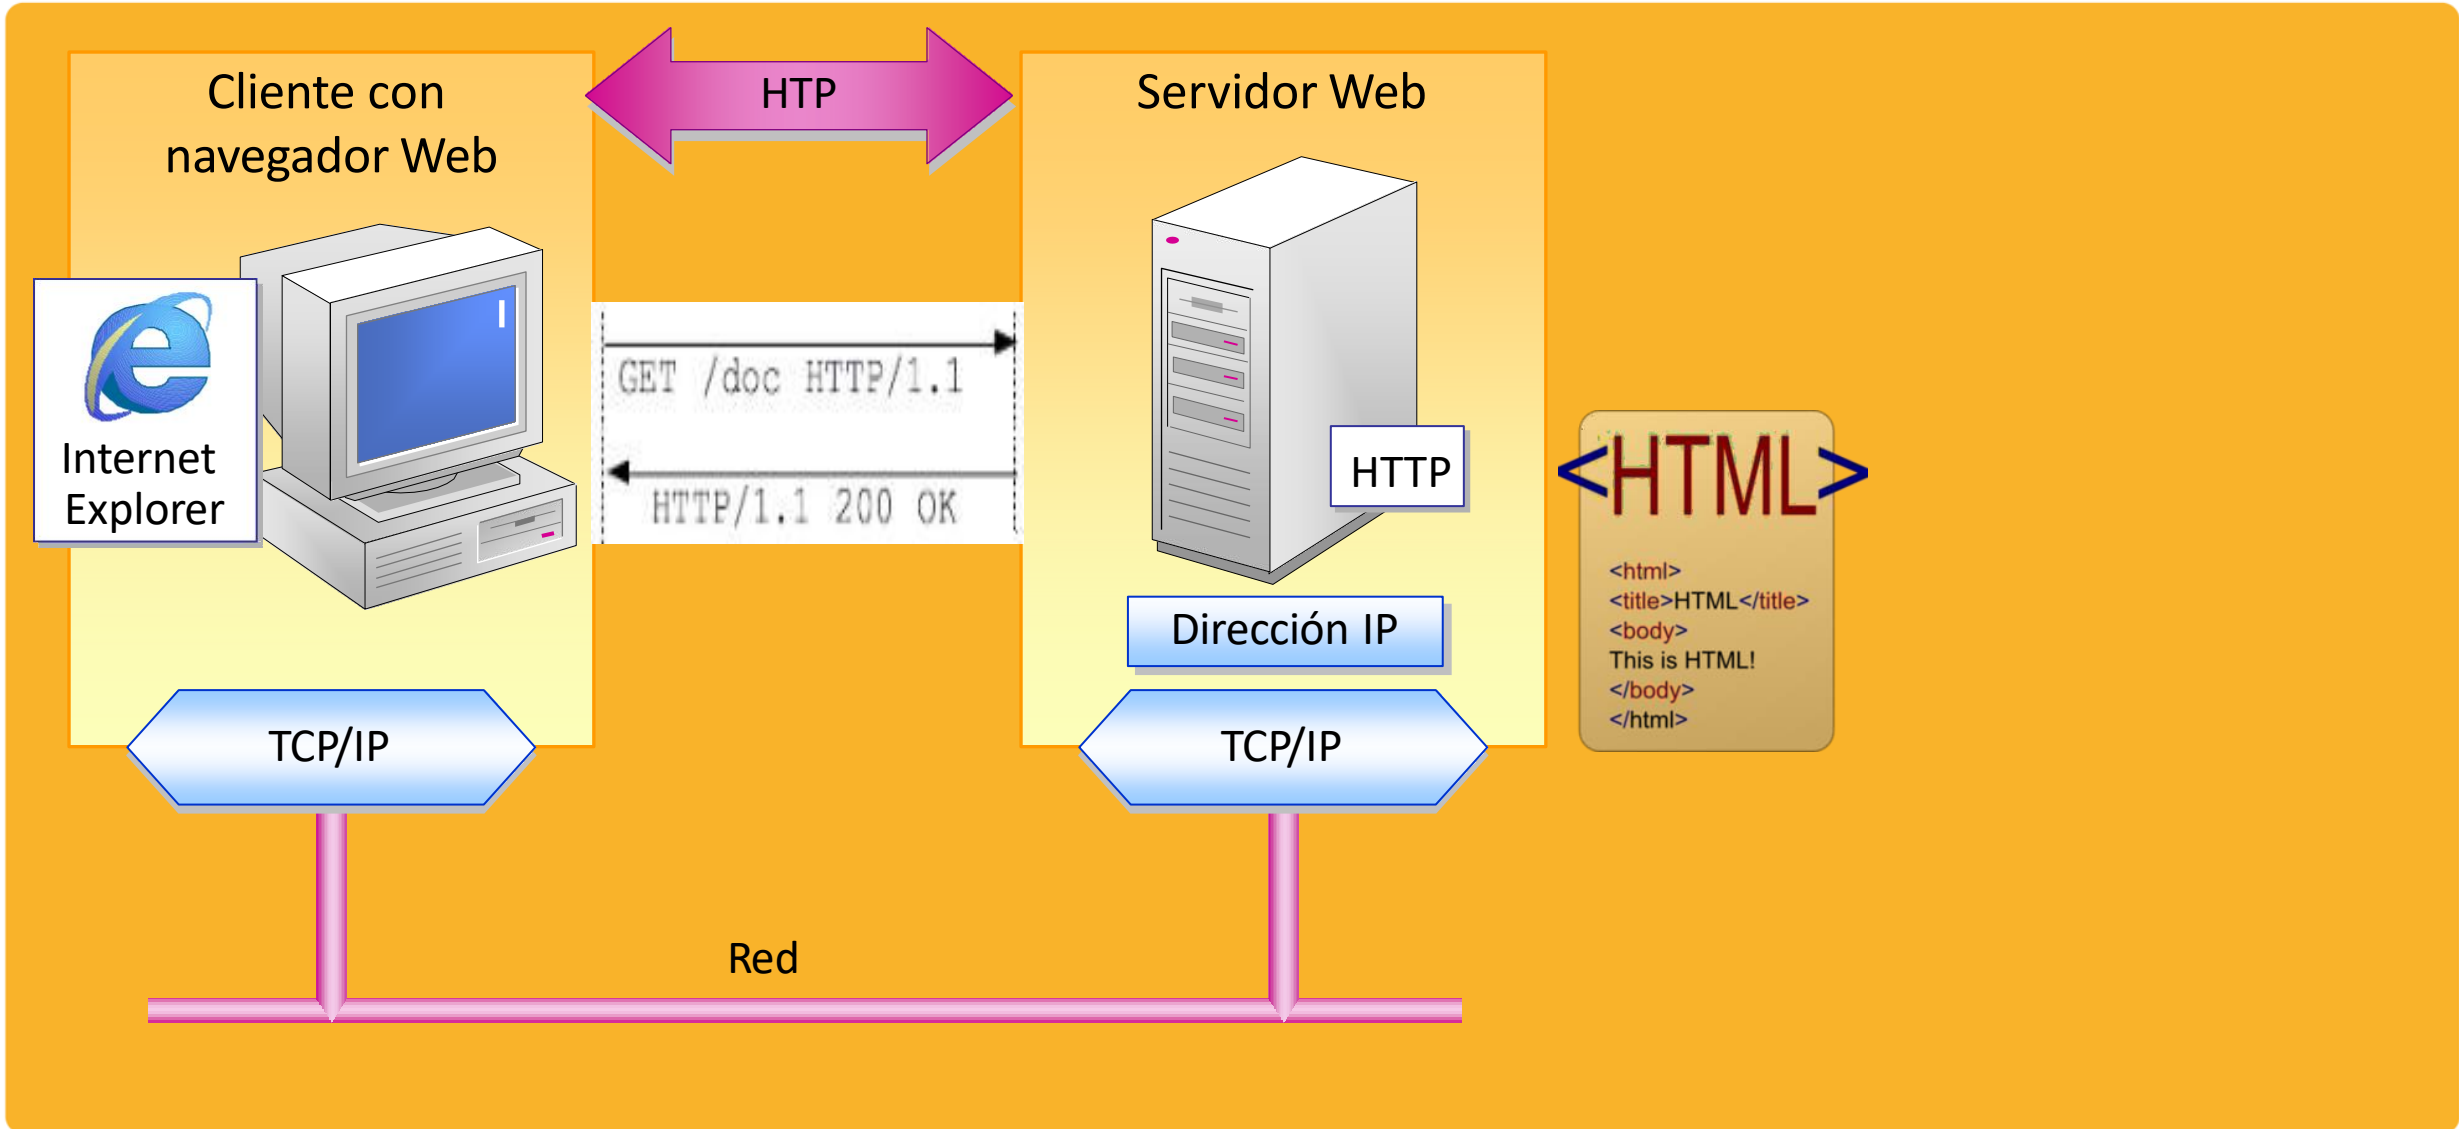 Cliente con
navegador Web
HTP
Servidor Web
Internet
Explorer
GET /doc HTTP/1.1
HTTP/1.1 200 OK
HTTP
Dirección IP
TCP/IP
TCP/IP
Red
<HTML>
<html>
<title>HTML</title>
<body>
This is HTML!
</body>
</html>